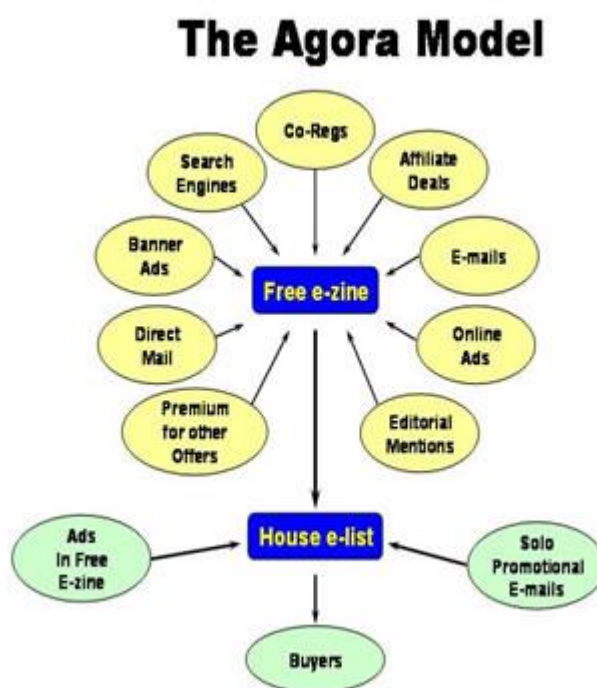 The Agora Model
Co-Regs
Search
Engines
Affiliate
Deals
Banner
Ads
E-mails
Free e-zine
Direct
Mail
Online
Ads
Premium
for other
Offers
Editorial
Mentions
Ads
In Free
E-zine
House e-list
Solo
Promotional
E-mails
Buyers